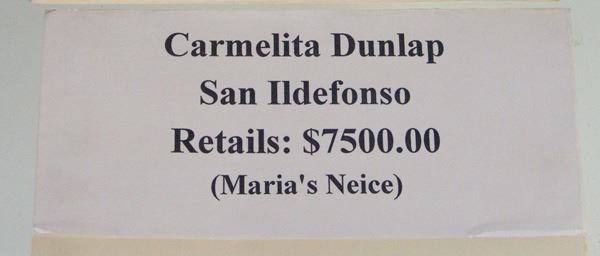 Carmelita Dunlap
San Ildefonso
Retails: $7500.00
(Maria's Neice)